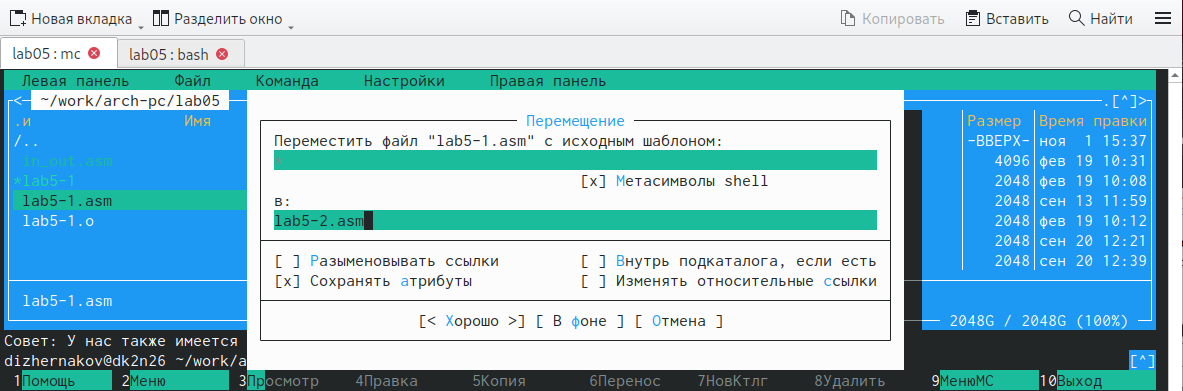 Новая вкладка Разделить окно Копировать Вставить Найти
lab05 : mc lab05 : bash
Левая панель Файл Команда Настройки Правая панель
<— ~/work/arch-pc/lab05 .[^]>
.и Имя Размер Время правки
/.. -ВВЕРХ- ноя 1 15:37
in_out.asm 4096 фев 19 10:31
*lab5-1 2048 фев 19 10:08
lab5-1.asm 2048 сен 13 11:59
lab5-1.o 2048 фев 19 10:12
2048 сен 20 12:21
2048 сен 20 12:39
lab5-1.asm
2048G / 2048G (100%)
Перемещение
Переместить файл "lab5-1.asm" с исходным шаблоном:
*
[x] Метасимволы shell
в:
lab5-2.asm
[ ] Разыменовывать ссылки [ ] Внутрь подкаталога, если есть
[x] Сохранять атрибуты [ ] Изменять относительные ссылки
[< Хорошо >] [ В фоне ] [ Отмена ]
Совет: У нас также имеется
dizhernakov@dk2n26 ~/work/a [^]
1Помощь 2Меню 3Просмотр 4Правка 5Копия 6Перенос 7НовКтлг 8Удалить 9МенюMC 10Выход